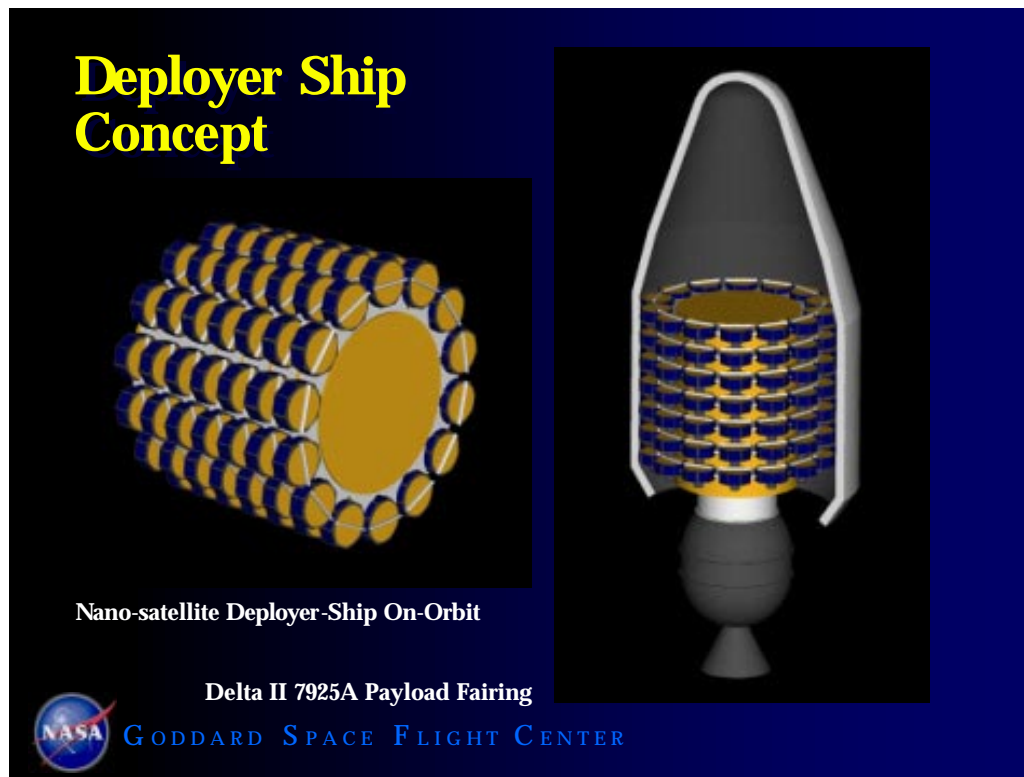 Deployer Ship
Concept
Nano-satellite Deployer-Ship On-Orbit
Delta II 7925A Payload Fairing
NASA
GODDARD SPACE FLIGHT CENTER